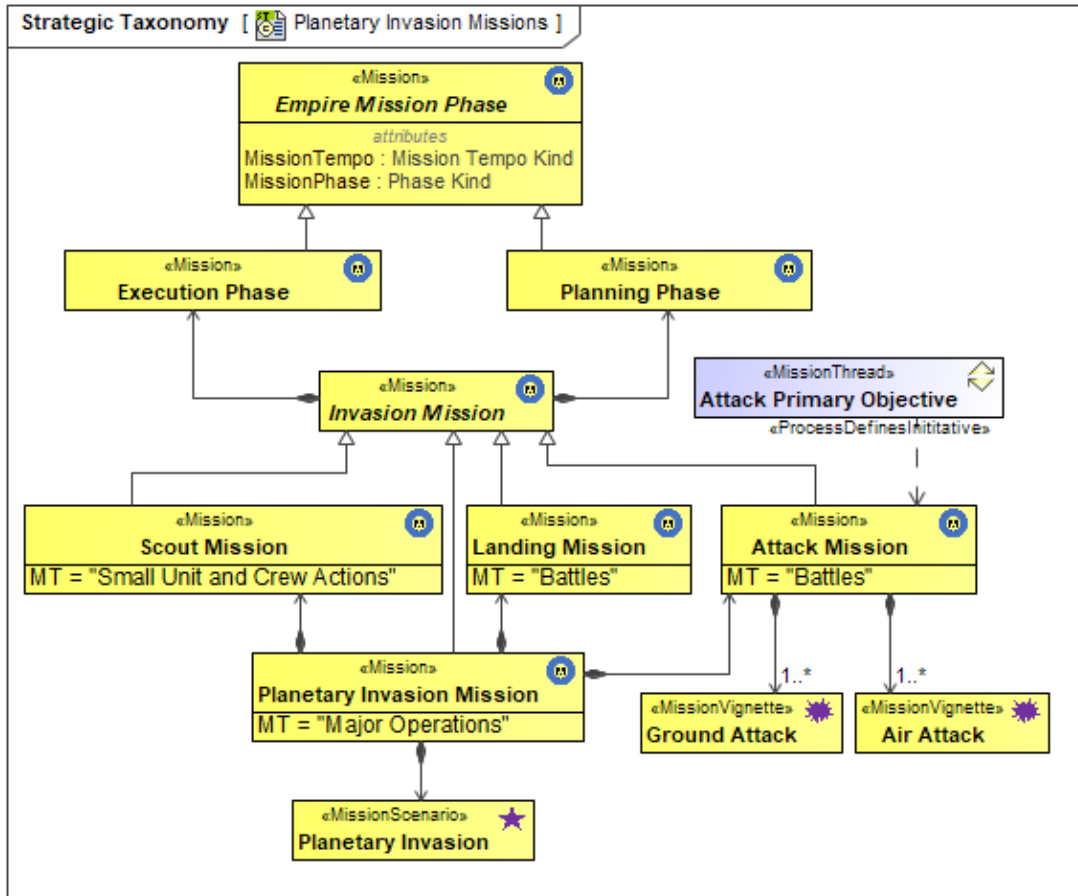 Strategic Taxonomy [ Planetary Invasion Missions ]
«Mission»
Empire Mission Phase
attributes
MissionTempo : Mission Tempo Kind
MissionPhase : Phase Kind
«Mission»
Execution Phase
«Mission»
Planning Phase
«Mission»
Invasion Mission
«MissionThread»
Attack Primary Objective
«ProcessDefinesInititative»
«Mission»
Scout Mission
MT = "Small Unit and Crew Actions"
«Mission»
Landing Mission
MT = "Battles"
«Mission»
Attack Mission
MT = "Battles"
«Mission»
Planetary Invasion Mission
MT = "Major Operations"
1..*
1..*
«MissionVignette»
Ground Attack
«MissionVignette»
Air Attack
«MissionScenario»
Planetary Invasion